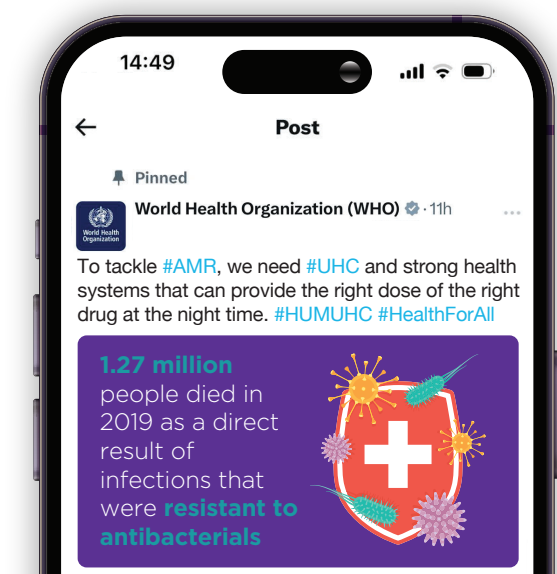 14:49
Post
Pinned
World Health Organization (WHO) · 11h
World Health
Organization
To tackle #AMR, we need #UHC and strong health
systems that can provide the right dose of the right
drug at the night time. #HUMUHC #HealthForAll
1.27 million
people died in
2019 as a direct
result of
infections that
were resistant to
antibacterials